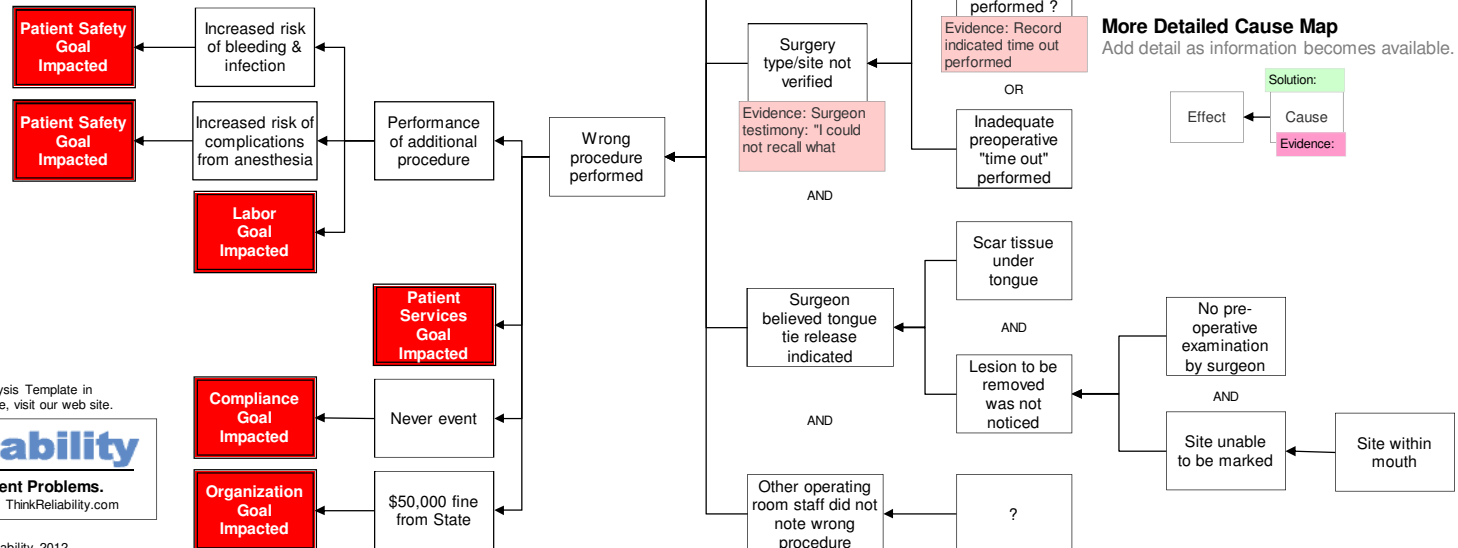 Patient Safety
Goal
Impacted
Increased risk
of bleeding &
infection
Patient Safety
Goal
Impacted
Increased risk of
complications
from anesthesia
Performance
of additional
procedure
Labor
Goal
Impacted
Patient
Services
Goal
Impacted
Compliance
Goal
Impacted
Never event
Organization
Goal
Impacted
$50,000 fine
from State
Wrong
procedure
performed
Surgery
type/site not
verified
Evidence: Surgeon
testimony: "I could
not recall what
AND
performed ?
Evidence: Record
indicated time out
performed
OR
Inadequate
preoperative
"time out"
performed
Surgeon
believed tongue
tie release
indicated
Scar tissue
under
tongue
AND
Lesion to be
removed
was not
noticed
No pre-
operative
examination
by surgeon
AND
Site unable
to be marked
Site within
mouth
AND
Other operating
room staff did not
note wrong
procedure
?
More Detailed Cause Map
Add detail as information becomes available.
Solution:
Effect
Cause
Evidence:
ysis Template in
e, visit our web site.
ability
ent Problems.
ThinkReliability.com
ability 2012